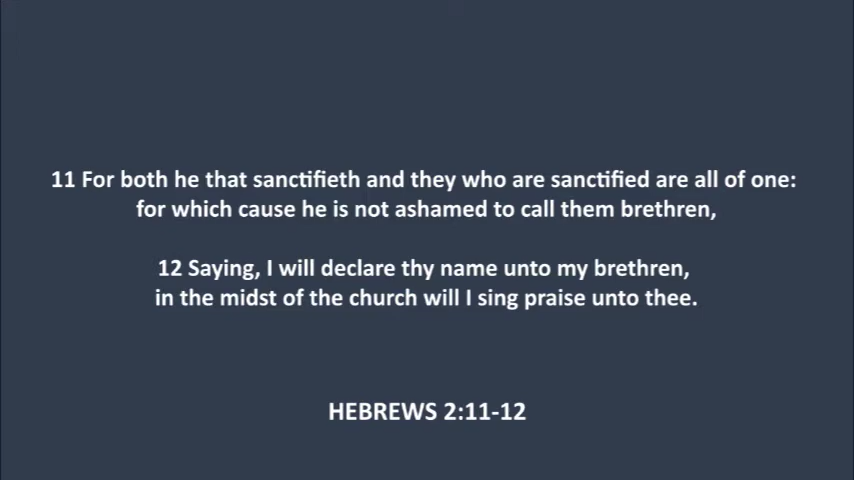 11 For both he that sanctifieth and they who are sanctified are all of one:
for which cause he is not ashamed to call them brethren,
12 Saying, I will declare thy name unto my brethren,
in the midst of the church will I sing praise unto thee.
HEBREWS 2:11-12